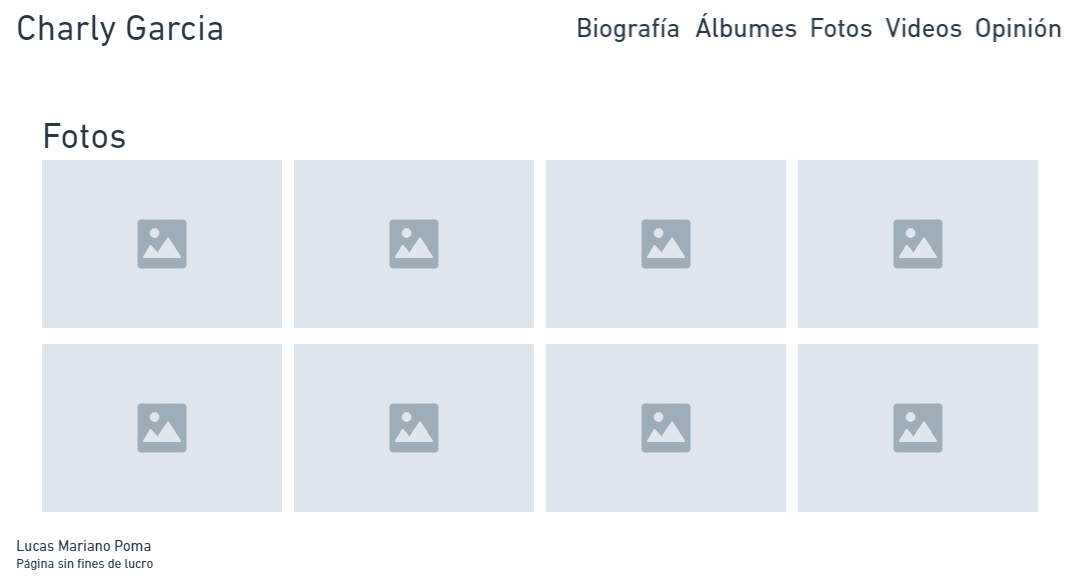 Charly Garcia
Biografía Álbumes Fotos Videos Opinión
Fotos
Lucas Mariano Poma
Página sin fines de lucro